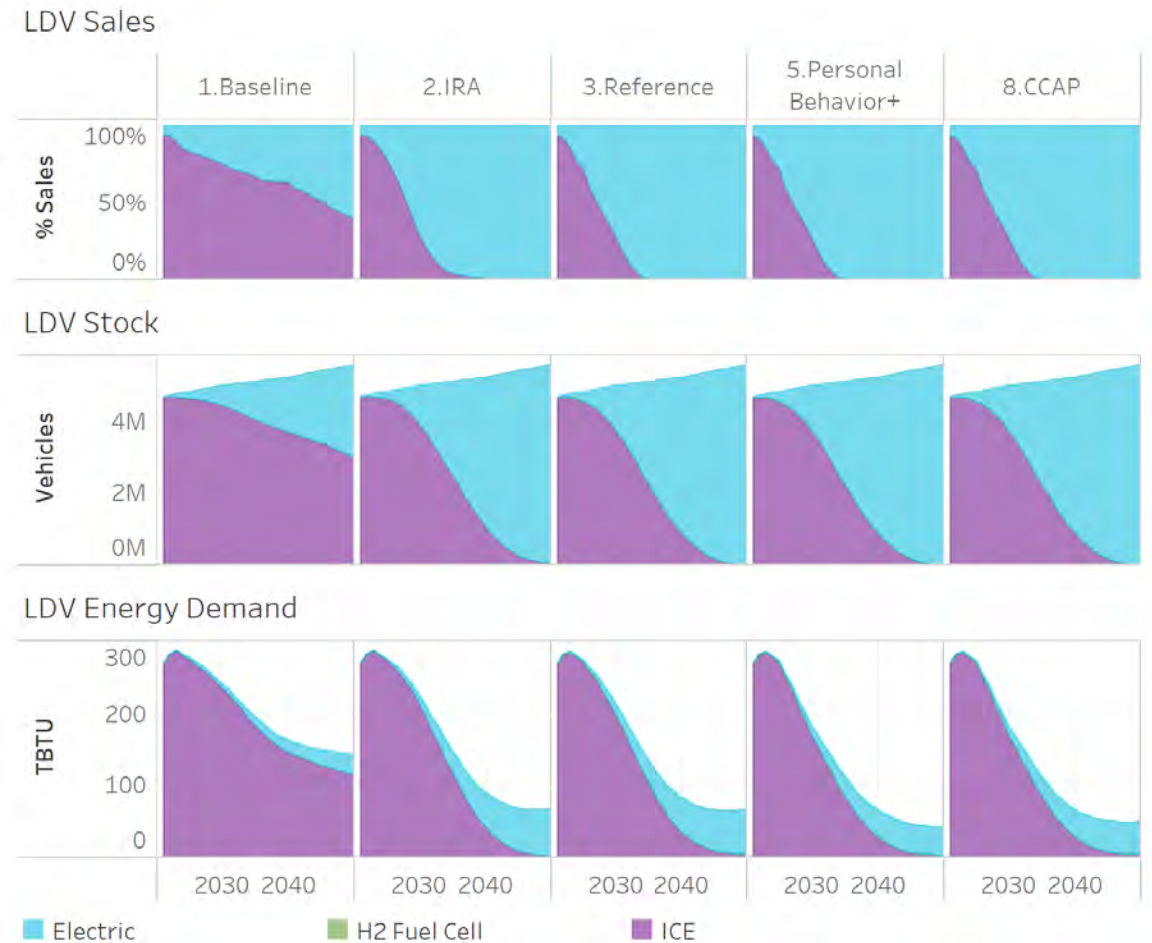 LDV Sales
1.Baseline
2.IRA
3.Reference
5.Personal
Behavior+
8.CCAP
% Sales
100%
50%
0%
LDV Stock
Vehicles
4M
2M
0M
LDV Energy Demand
TBTU
300
200
100
0
2030 2040
2030 2040
2030 2040
2030 2040
2030 2040
Electric
H2 Fuel Cell
ICE